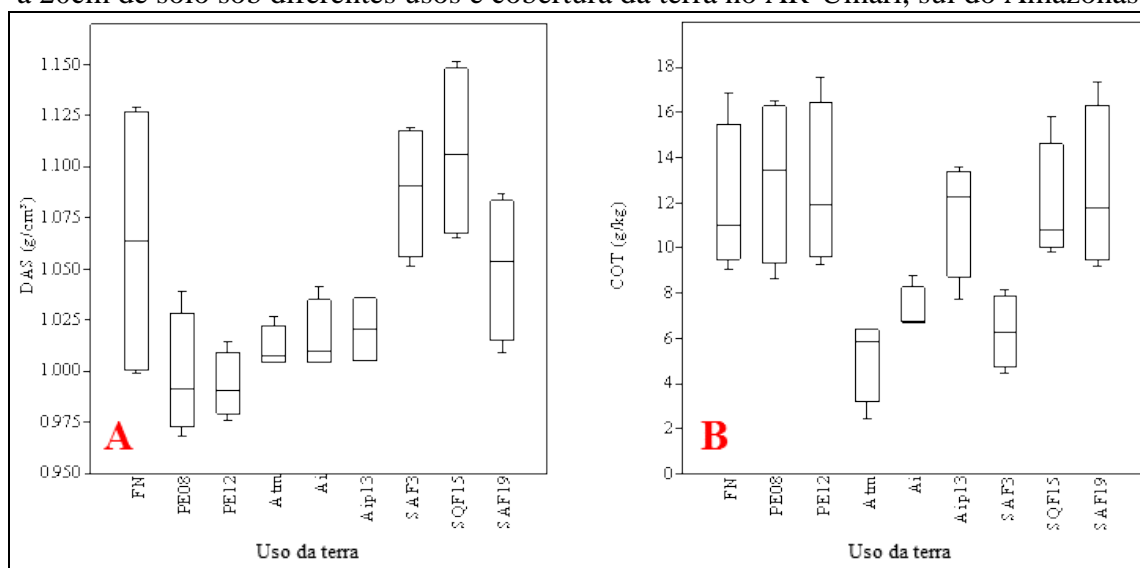 a 20cm de solo sob diferentes usos e cobertura da terra no AR-Umari, sul do Amazonas
1.150
1.125
1.100
1.075
1.050
1.025
1.000
0.975
0.950
DAS (g/cm³)
A
FN
PE08
PE12
Atm
Ai
Aip13
SAF3
SQF15
SAF19
Uso da terra
18
16
14
12
10
8
6
4
2
0
COT (g/kg)
B
FN
PE08
PE12
Atm
Ai
Aip13
SAF3
SQF15
SAF19
Uso da terra